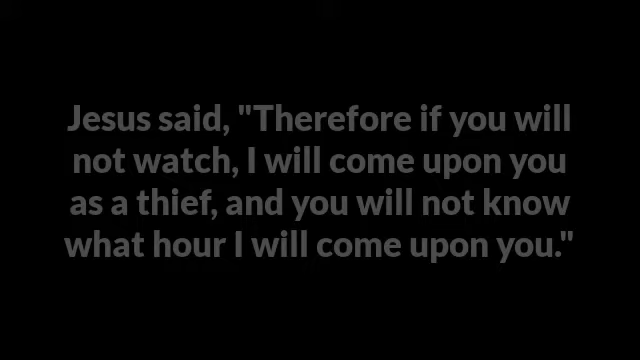 Jesus said, "Therefore if you will
not watch, I will come upon you
as a thief, and you will not know
what hour I will come upon you."